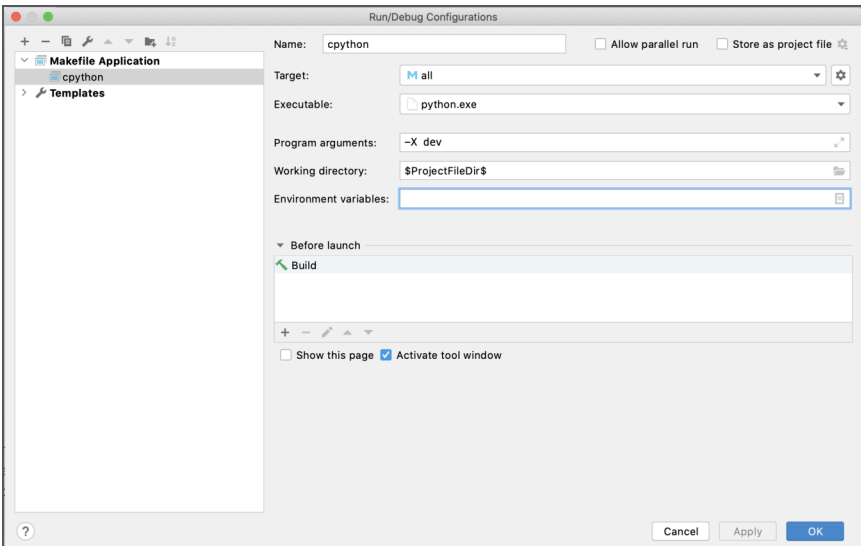 Run/Debug Configurations
Makefile Application
cpython
Templates
Name: cpython
Allow parallel run
Store as project file
Target: M all
Executable: python.exe
Program arguments: -X dev
Working directory: $ProjectFileDir$
Environment variables:
Before launch
Build
Show this page
Activate tool window
? Cancel Apply OK